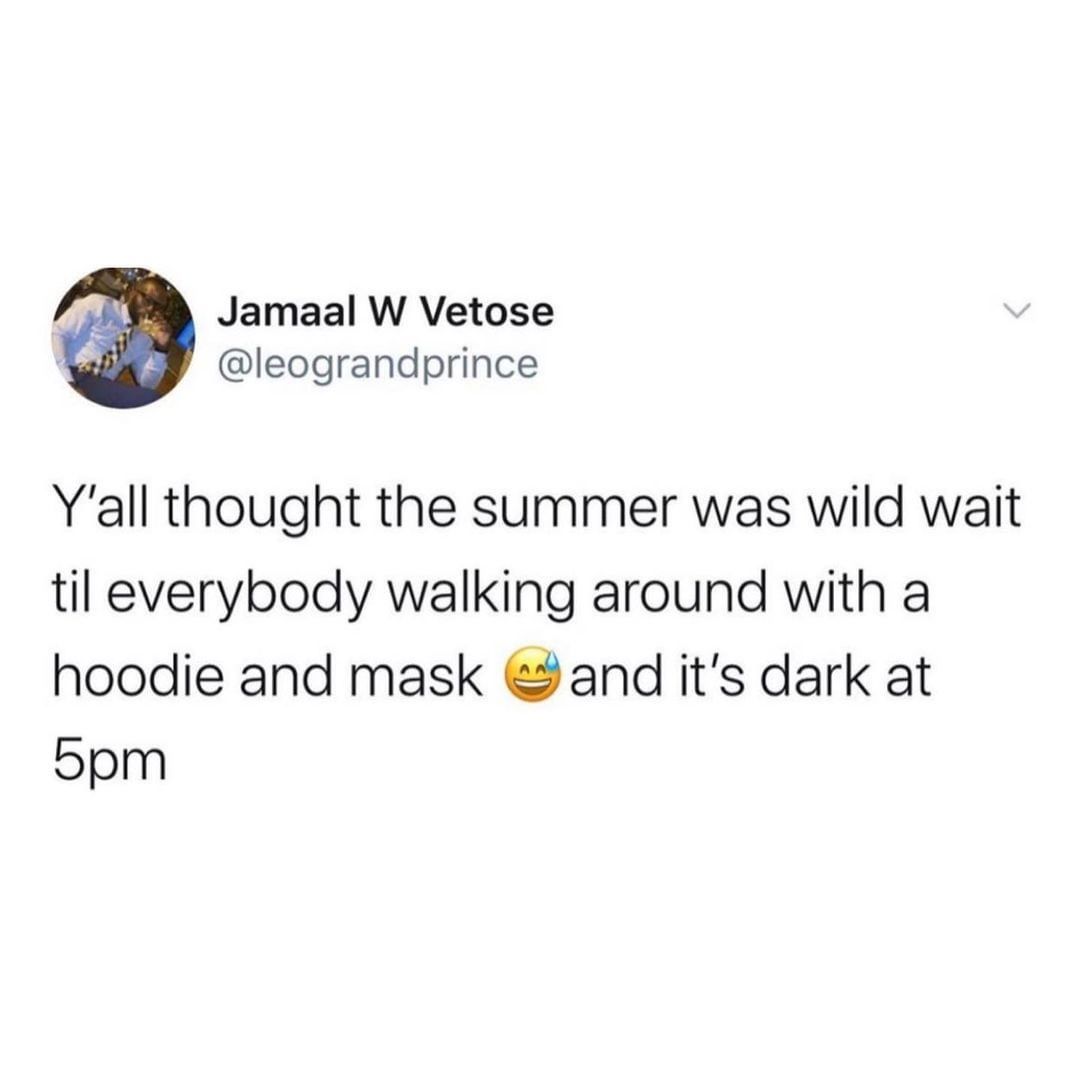 Jamaal W Vetose
@leograndprince
Y'all thought the summer was wild wait
til everybody walking around with a
hoodie and mask 😅 and it's dark at
5pm